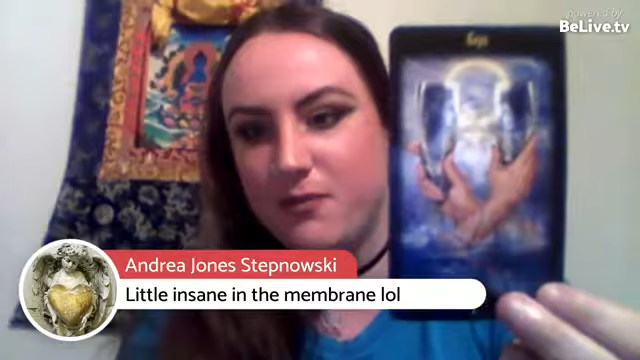 powered by
BeLive.tv
Andrea Jones Stepnowski
Little insane in the membrane lol